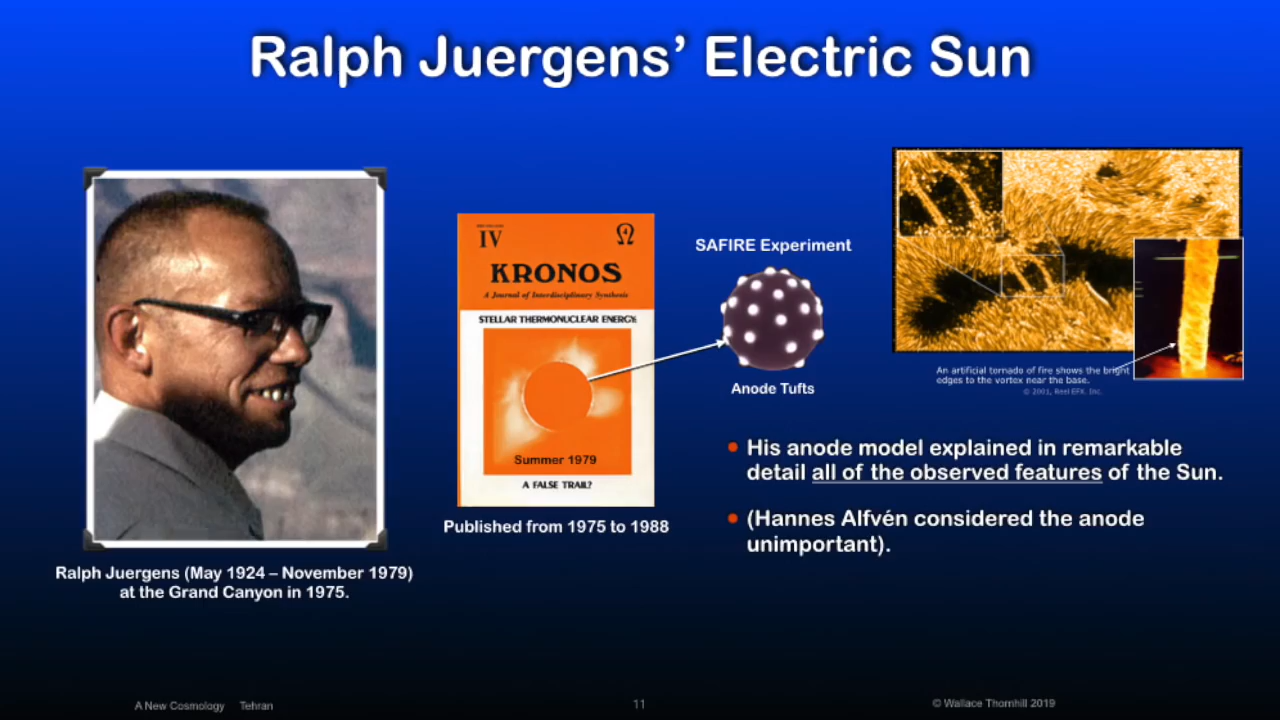 Ralph Juergens’ Electric Sun
IV
KRONOS
A Journal of Interdisciplinary Synthesis
STELLAR THERMONUCLEAR ENERGY:
Summer 1979
A FALSE TRAIL?
Published from 1975 to 1988
SAFIRE Experiment
Anode Tufts
An artificial tornado of fire shows the bright
edges to the vortex near the base.
© 2001, Reel EFX, Inc.
• His anode model explained in remarkable
detail all of the observed features of the Sun.
• (Hannes Alfvén considered the anode
unimportant).
Ralph Juergens (May 1924 – November 1979)
at the Grand Canyon in 1975.
A New Cosmology Tehran
11
© Wallace Thornhill 2019